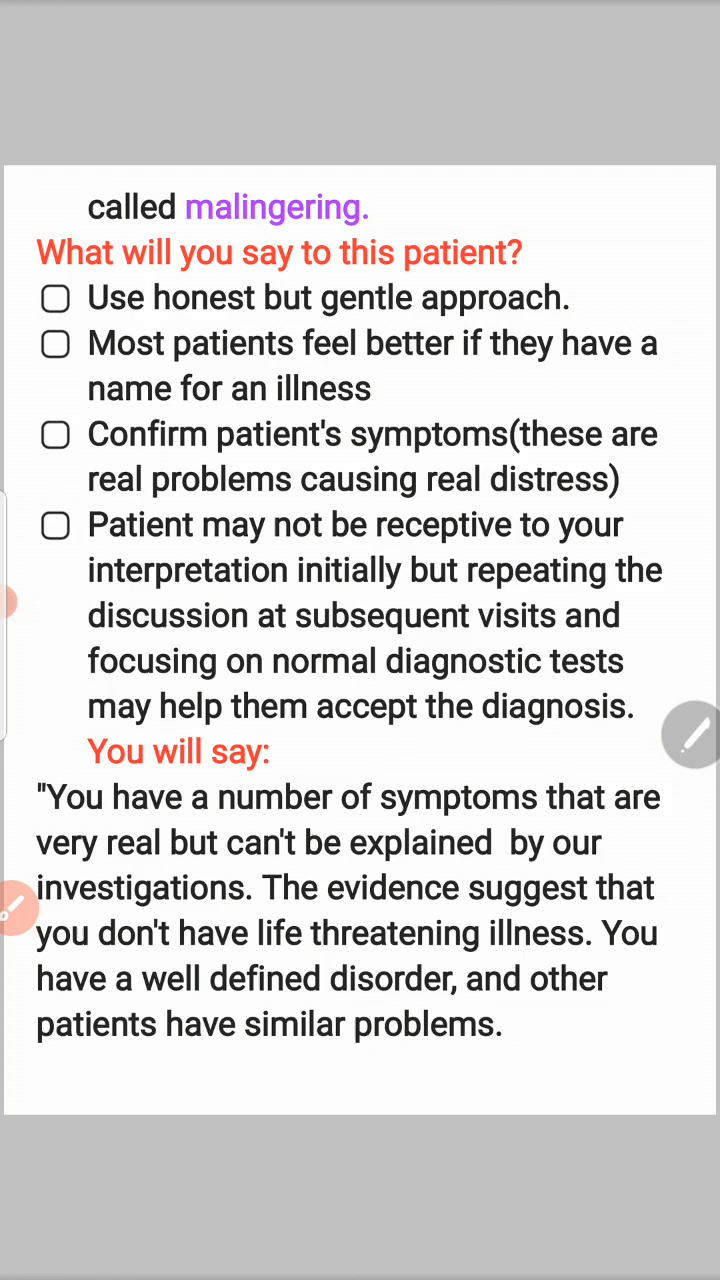 called malingering.
What will you say to this patient?
Use honest but gentle approach.
Most patients feel better if they have a
name for an illness
Confirm patient's symptoms(these are
real problems causing real distress)
Patient may not be receptive to your
interpretation initially but repeating the
discussion at subsequent visits and
focusing on normal diagnostic tests
may help them accept the diagnosis.
You will say:
"You have a number of symptoms that are
very real but can't be explained  by our
investigations. The evidence suggest that
you don't have life threatening illness. You
have a well defined disorder, and other
patients have similar problems.